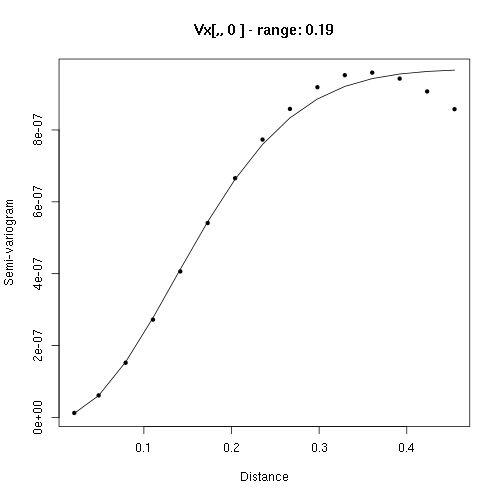 Vx[,, 0 ] - range: 0.19
Semi-variogram
8e-07
6e-07
4e-07
2e-07
0e+00
0.1 0.2 0.3 0.4
Distance